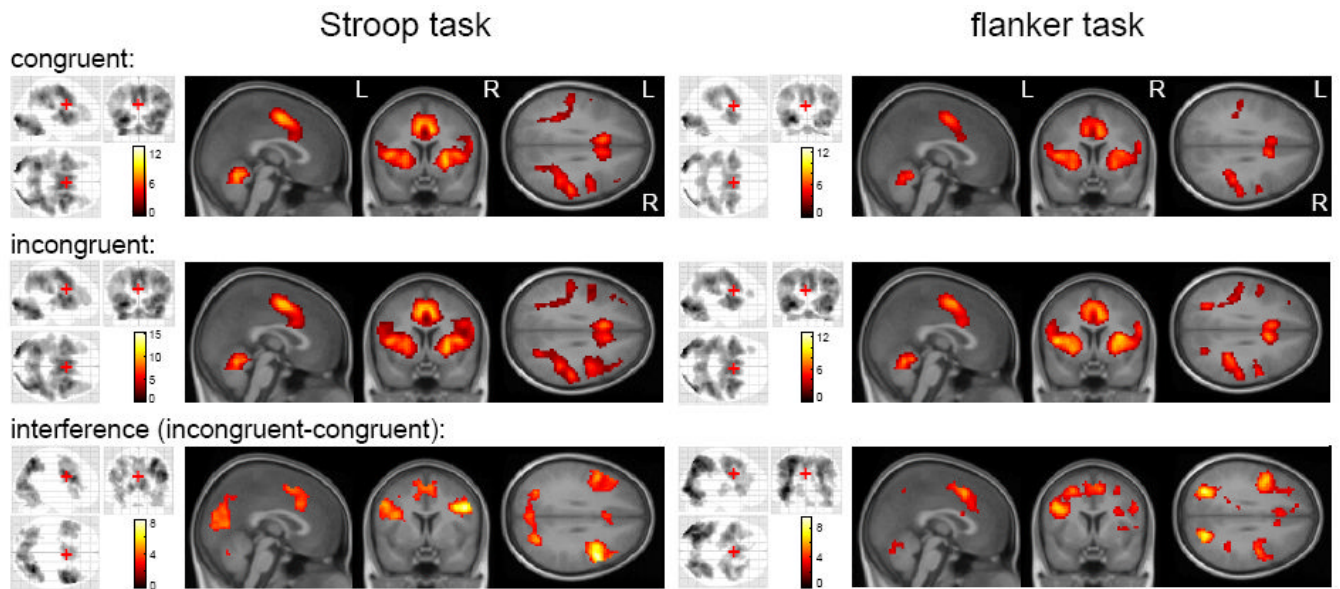 Stroop task
flanker task
congruent:
L R L
R
12
6
0
L R L
R
12
6
0
incongruent:
15
10
5
0
12
6
0
interference (incongruent-congruent):
8
4
0
8
4
0